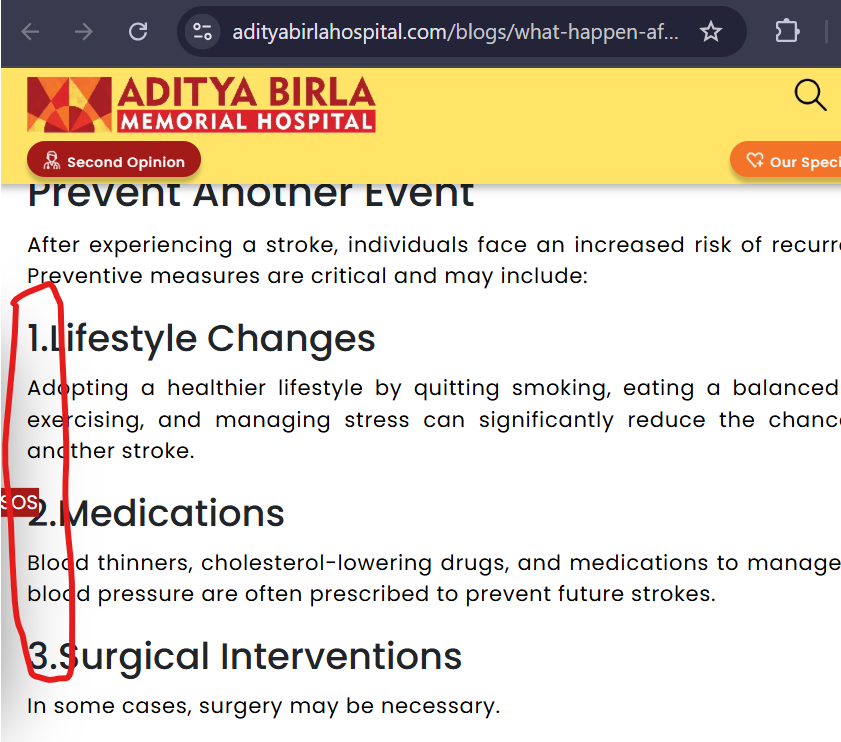 adityabirlahospital.com/blogs/what-happen-af...
ADITYA BIRLA
MEMORIAL HOSPITAL
Second Opinion
Our Speci
Prevent Another Event
After experiencing a stroke, individuals face an increased risk of recurr
Preventive measures are critical and may include:
1.Lifestyle Changes
Adopting a healthier lifestyle by quitting smoking, eating a balanced
exercising, and managing stress can significantly reduce the chanc
another stroke.
SOS
2.Medications
Blood thinners, cholesterol-lowering drugs, and medications to manage
blood pressure are often prescribed to prevent future strokes.
3.Surgical Interventions
In some cases, surgery may be necessary.